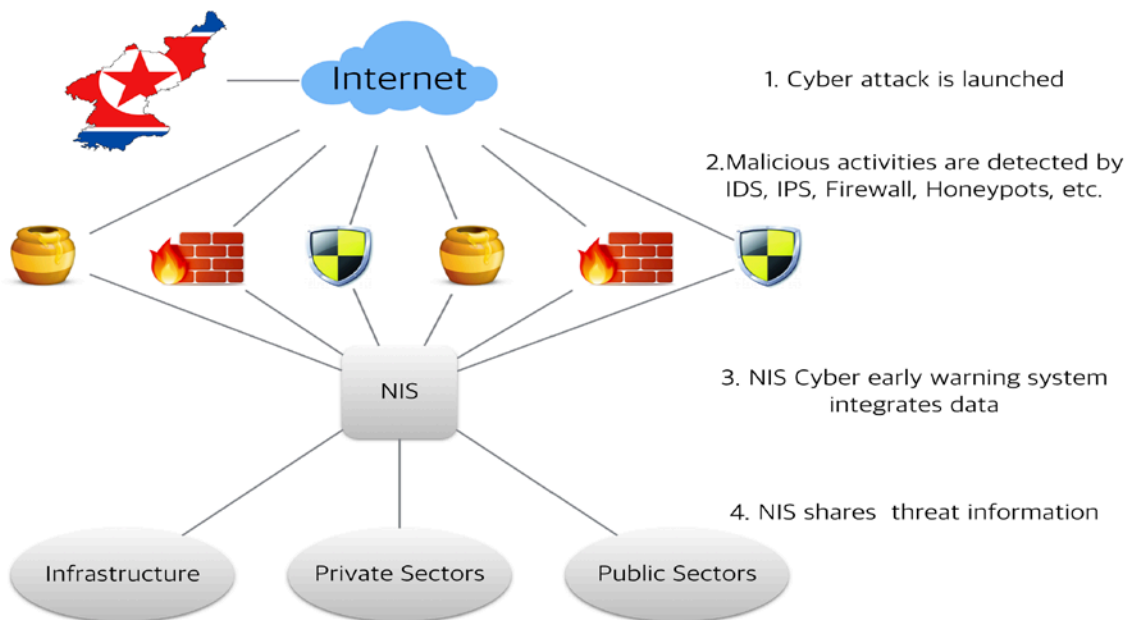 Internet
1. Cyber attack is launched
2.Malicious activities are detected by
IDS, IPS, Firewall, Honeypots, etc.
NIS
3. NIS Cyber early warning system
integrates data
4. NIS shares threat information
Infrastructure
Private Sectors
Public Sectors